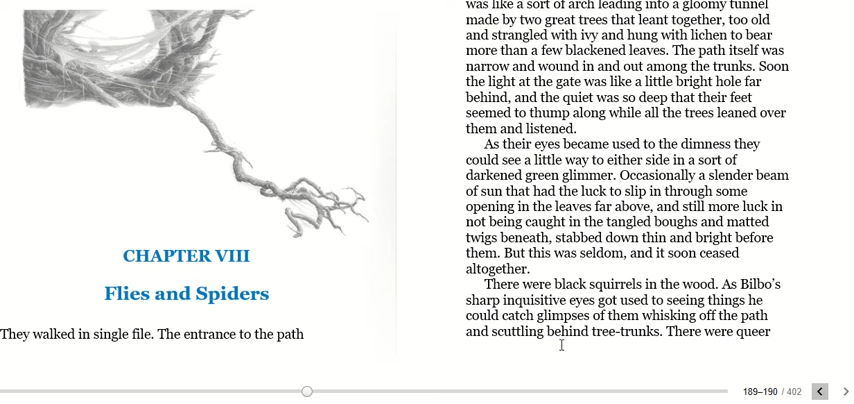 CHAPTER VIII
Flies and Spiders
They walked in single file. The entrance to the path
was like a sort of arch leading into a gloomy tunnel
made by two great trees that leant together, too old
and strangled with ivy and hung with lichen to bear
more than a few blackened leaves. The path itself was
narrow and wound in and out among the trunks. Soon
the light at the gate was like a little bright hole far
behind, and the quiet was so deep that their feet
seemed to thump along while all the trees leaned over
them and listened.
As their eyes became used to the dimness they
could see a little way to either side in a sort of
darkened green glimmer. Occasionally a slender beam
of sun that had the luck to slip in through some
opening in the leaves far above, and still more luck in
not being caught in the tangled boughs and matted
twigs beneath, stabbed down thin and bright before
them. But this was seldom, and it soon ceased
altogether.
There were black squirrels in the wood. As Bilbo’s
sharp inquisitive eyes got used to seeing things he
could catch glimpses of them whisking off the path
and scuttling behind tree-trunks. There were queer
189–190 / 402